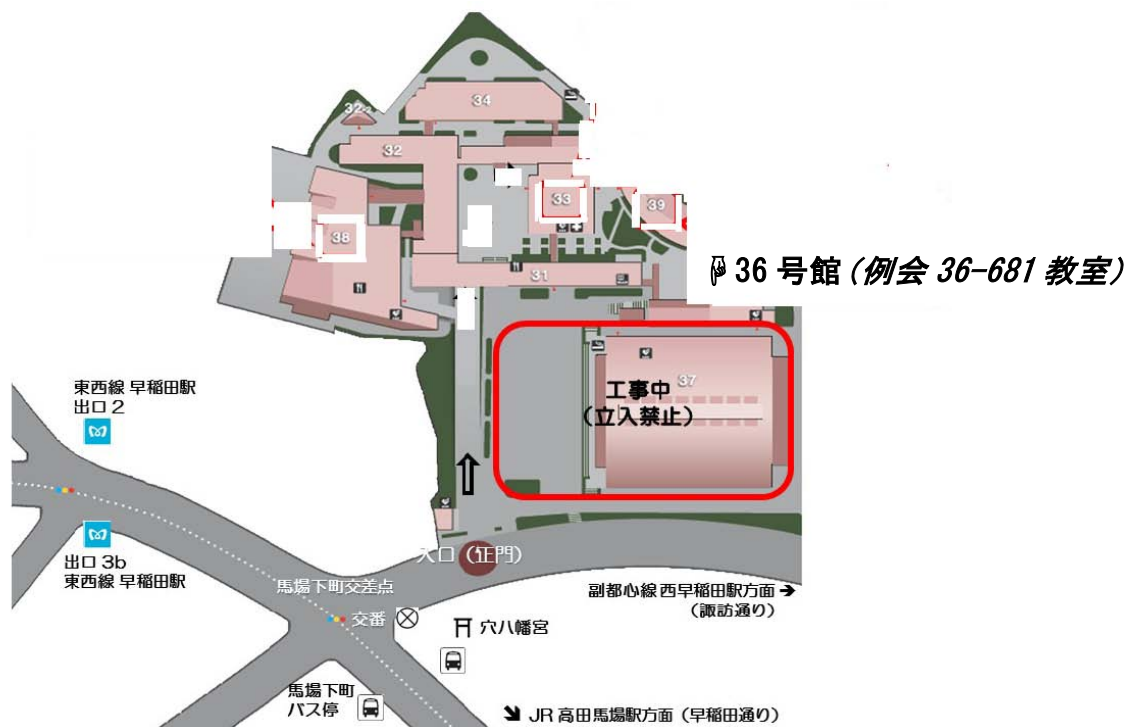 34
32-2
32
33
39
38
31
☟36 号館(例会 36-681 教室)
37
工事中
(立入禁止)
東西線 早稲田駅
出口 2
出口 3b
東西線 早稲田駅
入口(正門)
馬場下町交差点
交番
副都心線 西早稲田駅方面 →
(諏訪通り)
穴八幡宮
馬場下町
バス停
↘ JR 高田馬場駅方面(早稲田通り)